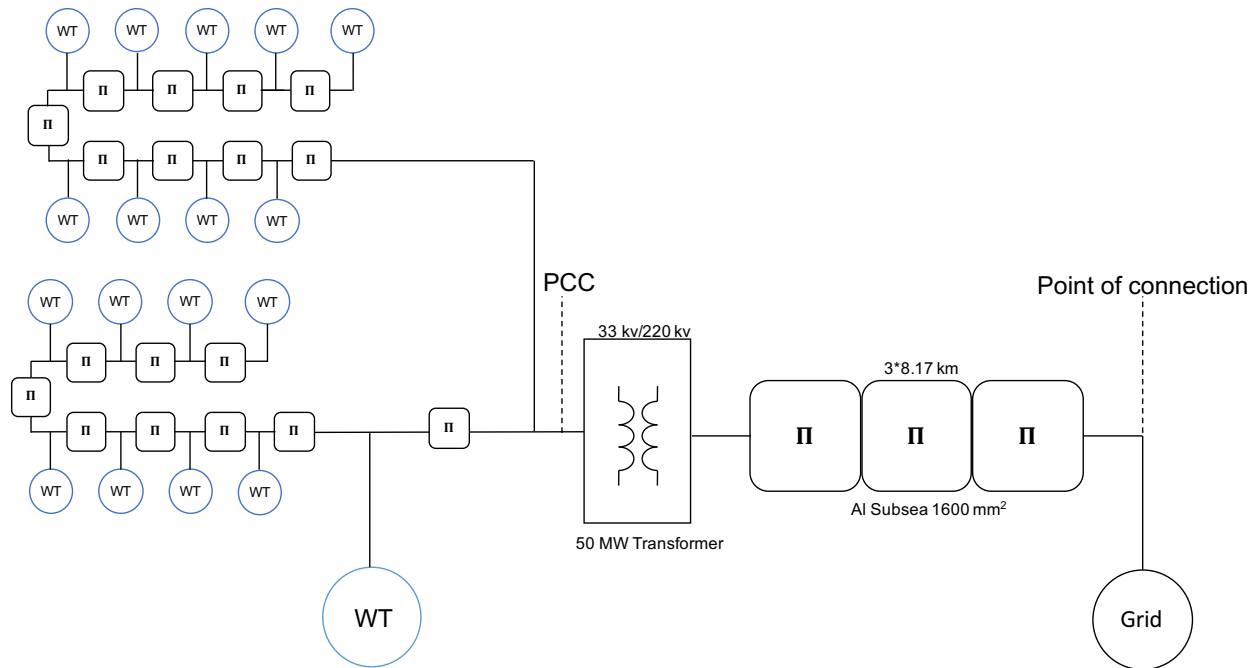 WT WT WT WT WT
Π Π Π Π
Π
Π Π Π Π
WT WT WT WT
PCC
Point of connection
WT WT WT WT
33 kv/220 kv
Π Π Π
3*8.17 km
Π
Π Π Π Π
Π
Π Π Π
WT WT WT WT
Al Subsea 1600 mm²
50 MW Transformer
WT
Grid